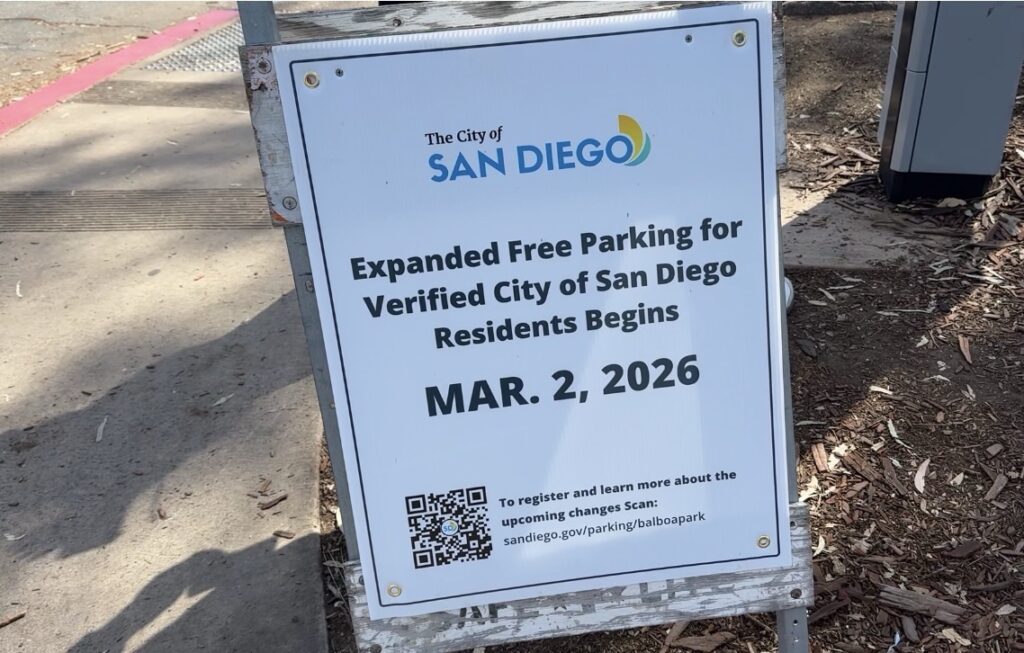 The City of
SAN DIEGO
Expanded Free Parking for
Verified City of San Diego
Residents Begins
MAR. 2, 2026
To register and learn more about the
upcoming changes Scan:
sandiego.gov/parking/balboapark